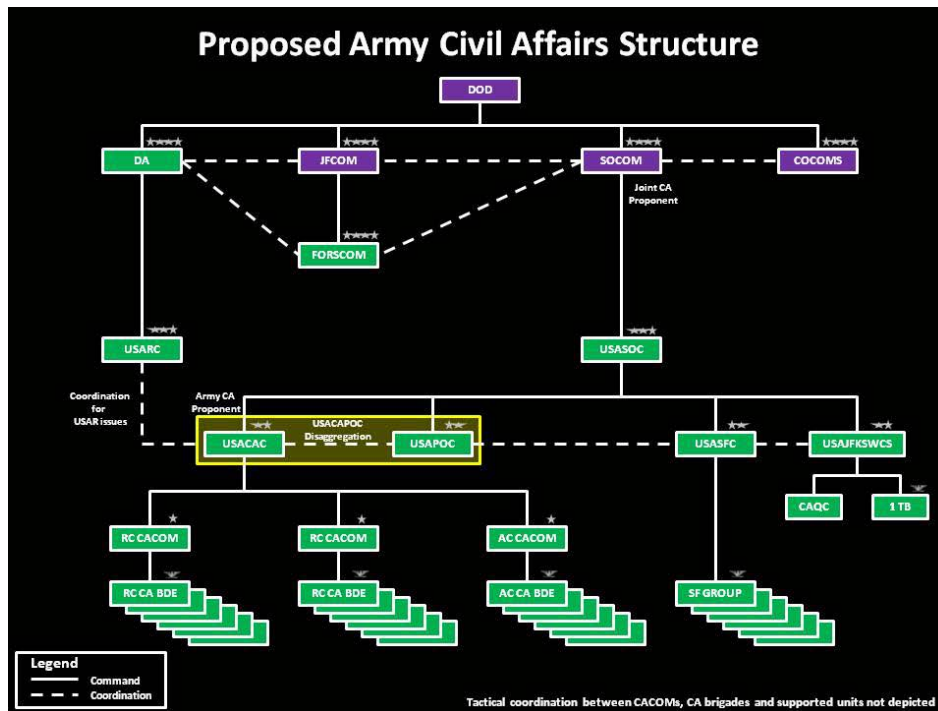 Proposed Army Civil Affairs Structure
DOD
DA
JFCOM
SOCOM
COCOMS
Joint CA
Proponent
FORSCOM
USARC
USASOC
Coordination
for
USAR issues
Army CA
Proponent
USACAPOC
Disaggregation
USACAC
USAPOC
USASFC
USAJFKSWCS
CAQC
1 TB
RC CACOM
RC CACOM
AC CACOM
RC CA BDE
RC CA BDE
AC CA BDE
SF GROUP
Legend
Command
Coordination
Tactical coordination between CACOMs, CA brigades and supported units not depicted